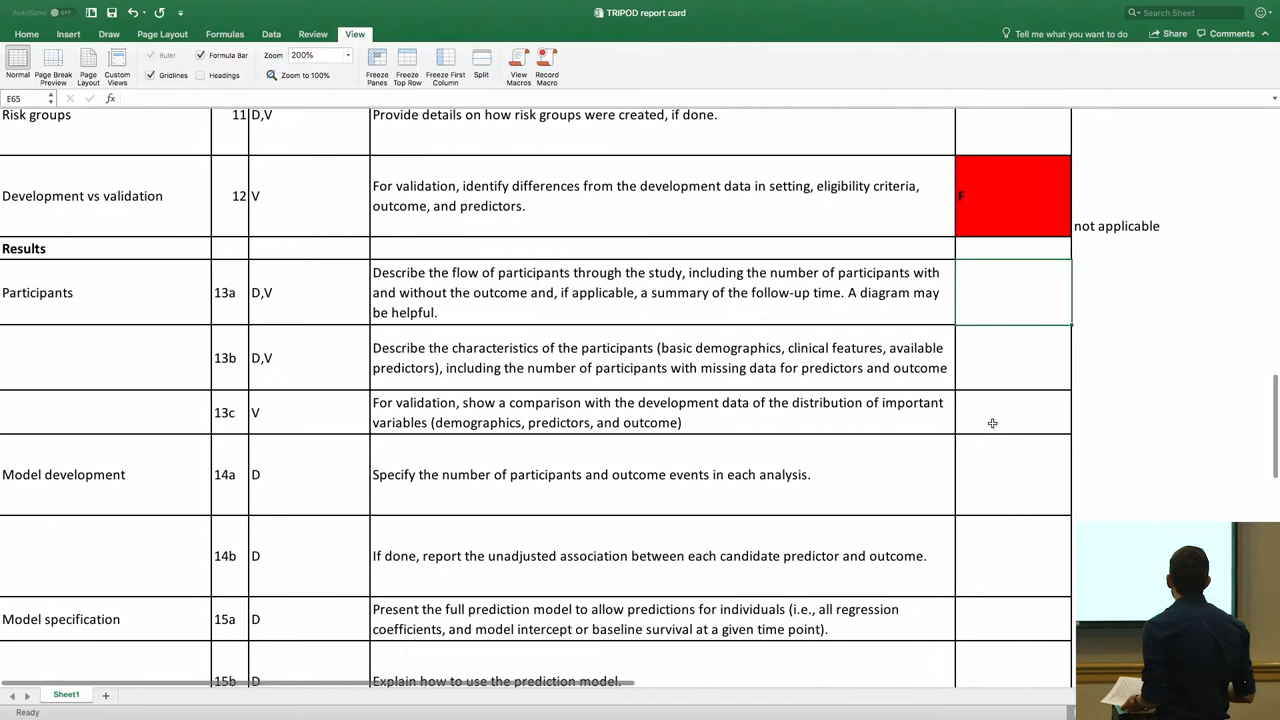 AutoSave OFF
TRIPOD report card
Search Sheet
Home Insert Draw Page Layout Formulas Data Review View
Tell me what you want to do Share Comments
Normal Page Break Preview Page Layout Custom Views
Ruler Formula Bar
Gridlines Headings
Zoom 200%
Zoom to 100%
Freeze Panes Freeze Top Row Freeze First Column Split View Macros Record Macro
E65 fx
Risk groups 11 D,V Provide details on how risk groups were created, if done.
Development vs validation 12 V For validation, identify differences from the development data in setting, eligibility criteria,
outcome, and predictors.
F
not applicable
Results
Participants 13a D,V Describe the flow of participants through the study, including the number of participants with
and without the outcome and, if applicable, a summary of the follow-up time. A diagram may
be helpful.
13b D,V Describe the characteristics of the participants (basic demographics, clinical features, available
predictors), including the number of participants with missing data for predictors and outcome
13c V For validation, show a comparison with the development data of the distribution of important
variables (demographics, predictors, and outcome)
Model development 14a D Specify the number of participants and outcome events in each analysis.
14b D If done, report the unadjusted association between each candidate predictor and outcome.
Model specification 15a D Present the full prediction model to allow predictions for individuals (i.e., all regression
coefficients, and model intercept or baseline survival at a given time point).
15b D Explain how to use the prediction model.
Sheet1
Ready